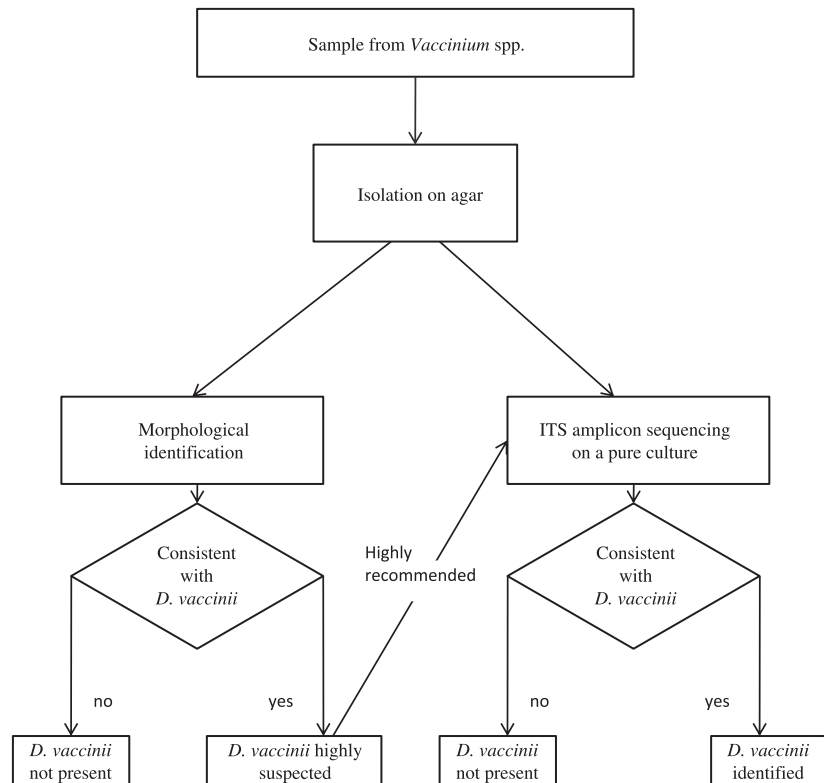 Sample from Vaccinium spp.
Isolation on agar
Morphological
identification
ITS amplicon sequencing
on a pure culture
Consistent
with
D. vaccinii
Highly
recommended
Consistent
with
D. vaccinii
no
yes
no
yes
D. vaccinii
not present
D. vaccinii highly
suspected
D. vaccinii
not present
D. vaccinii
identified